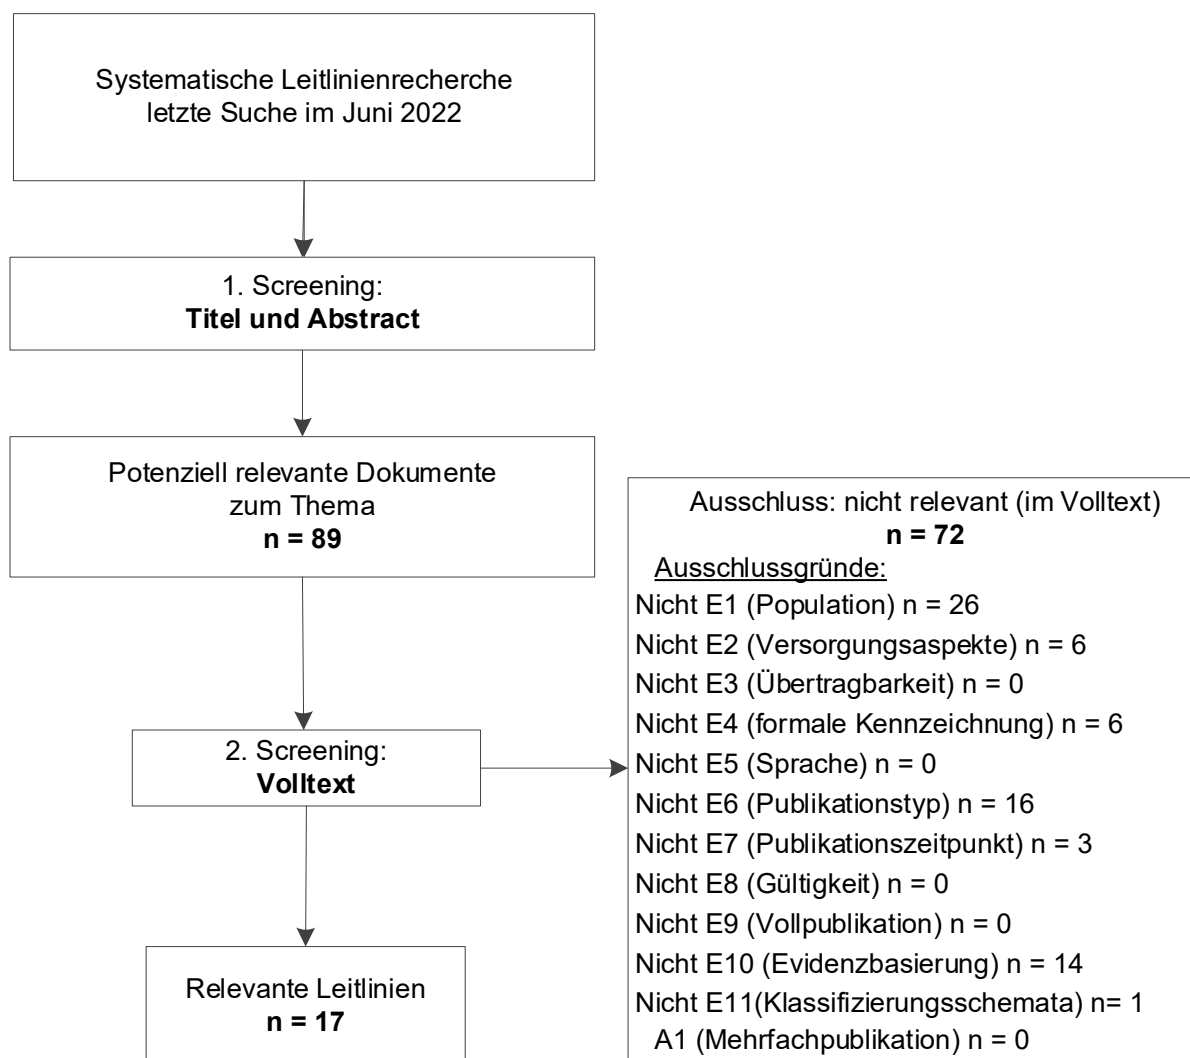 Systematische Leitlinienrecherche
letzte Suche im Juni 2022
1. Screening:
Titel und Abstract
Potenziell relevante Dokumente
zum Thema
n = 89
2. Screening:
Volltext
Relevante Leitlinien
n = 17
Ausschluss: nicht relevant (im Volltext)
n = 72
Ausschlussgründe:
Nicht E1 (Population) n = 26
Nicht E2 (Versorgungsaspekte) n = 6
Nicht E3 (Übertragbarkeit) n = 0
Nicht E4 (formale Kennzeichnung) n = 6
Nicht E5 (Sprache) n = 0
Nicht E6 (Publikationstyp) n = 16
Nicht E7 (Publikationszeitpunkt) n = 3
Nicht E8 (Gültigkeit) n = 0
Nicht E9 (Vollpublikation) n = 0
Nicht E10 (Evidenzbasierung) n = 14
Nicht E11(Klassifizierungsschemata) n= 1
A1 (Mehrfachpublikation) n = 0